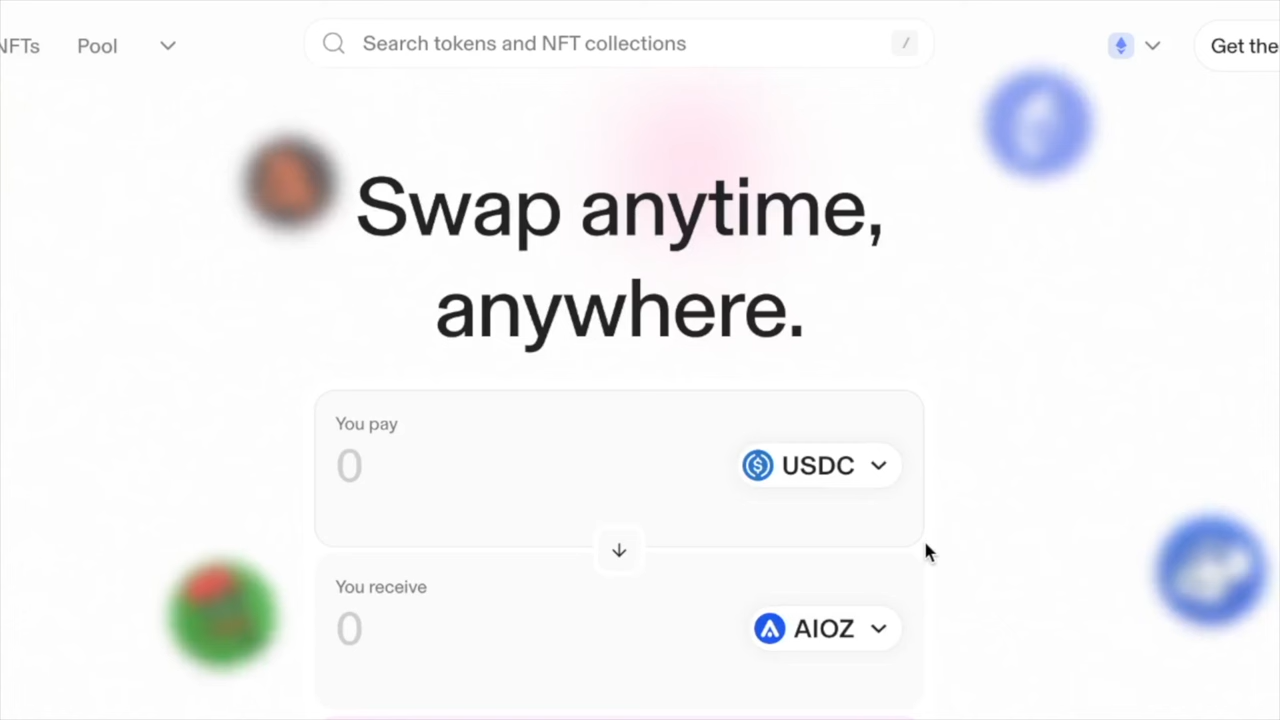 NFTs Pool Search tokens and NFT collections / Get the
Swap anytime,
anywhere.
You pay
0 USDC
You receive
0 AIOZ